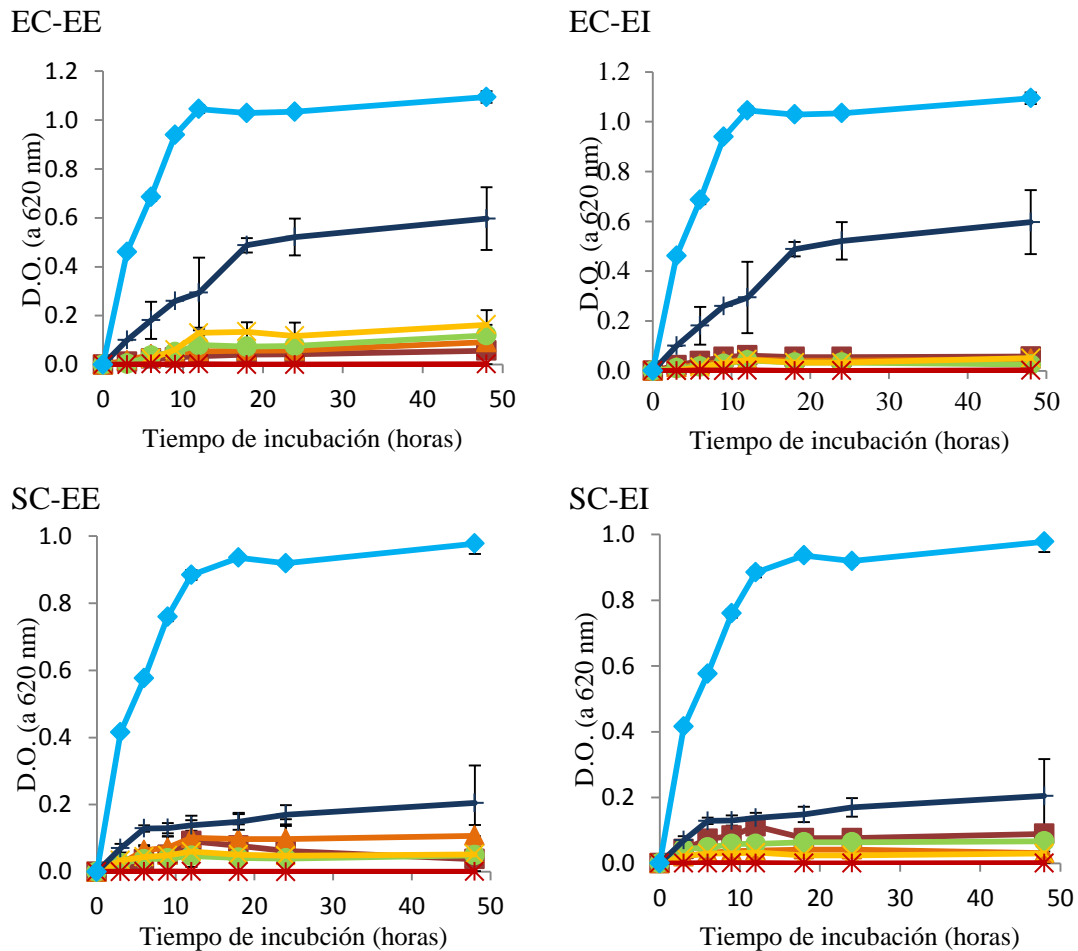 EC-EE
EC-EI
D.O. (a 620 nm)
1.2
1.0
0.8
0.6
0.4
0.2
0.0
0 10 20 30 40 50
Tiempo de incubación (horas)
D.O. (a 620 nm)
1.2
1.0
0.8
0.6
0.4
0.2
0.0
0 10 20 30 40 50
Tiempo de incubación (horas)
SC-EE
SC-EI
D.O. (a 620 nm)
1.0
0.8
0.6
0.4
0.2
0.0
0 10 20 30 40 50
Tiempo de incubción (horas)
D.O. (a 620 nm)
1.0
0.8
0.6
0.4
0.2
0.0
0 10 20 30 40 50
Tiempo de incubación (horas)